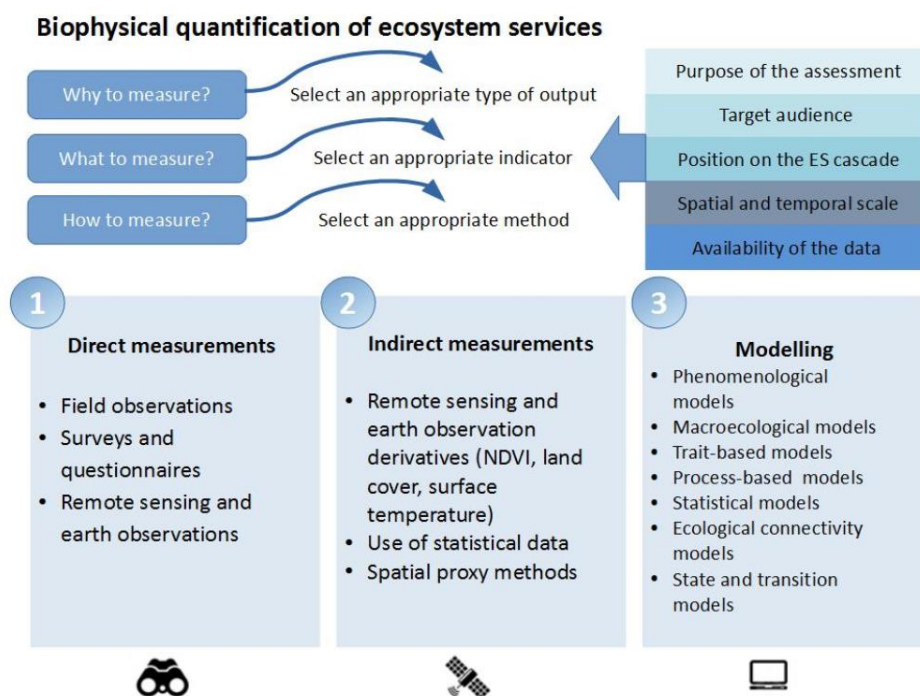 Biophysical quantification of ecosystem services
Why to measure?
Select an appropriate type of output
What to measure?
Select an appropriate indicator
How to measure?
Select an appropriate method
Purpose of the assessment
Target audience
Position on the ES cascade
Spatial and temporal scale
Availability of the data
1
Direct measurements
• Field observations
• Surveys and
questionnaires
• Remote sensing and
earth observations
2
Indirect measurements
• Remote sensing and
earth observation
derivatives (NDVI, land
cover, surface
temperature)
• Use of statistical data
• Spatial proxy methods
3
Modelling
• Phenomenological
models
• Macroecological models
• Trait-based models
• Process-based models
• Statistical models
• Ecological connectivity
models
• State and transition
models